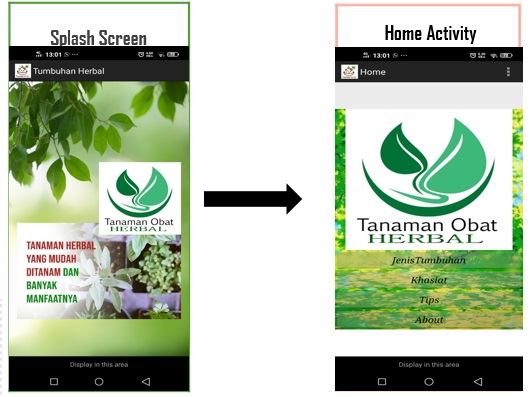 Splash Screen
13:01
Tumbuhan Herbal
Tanaman Obat
HERBAL
TANAMAN HERBAL
YANG MUDAH
DITANAM DAN
BANYAK
MANFAATNYA
Display in this area
Home Activity
13:01
Home
Tanaman Obat
HERBAL
JenisTumbuhan
Khasiat
Tips
About
Display in this area